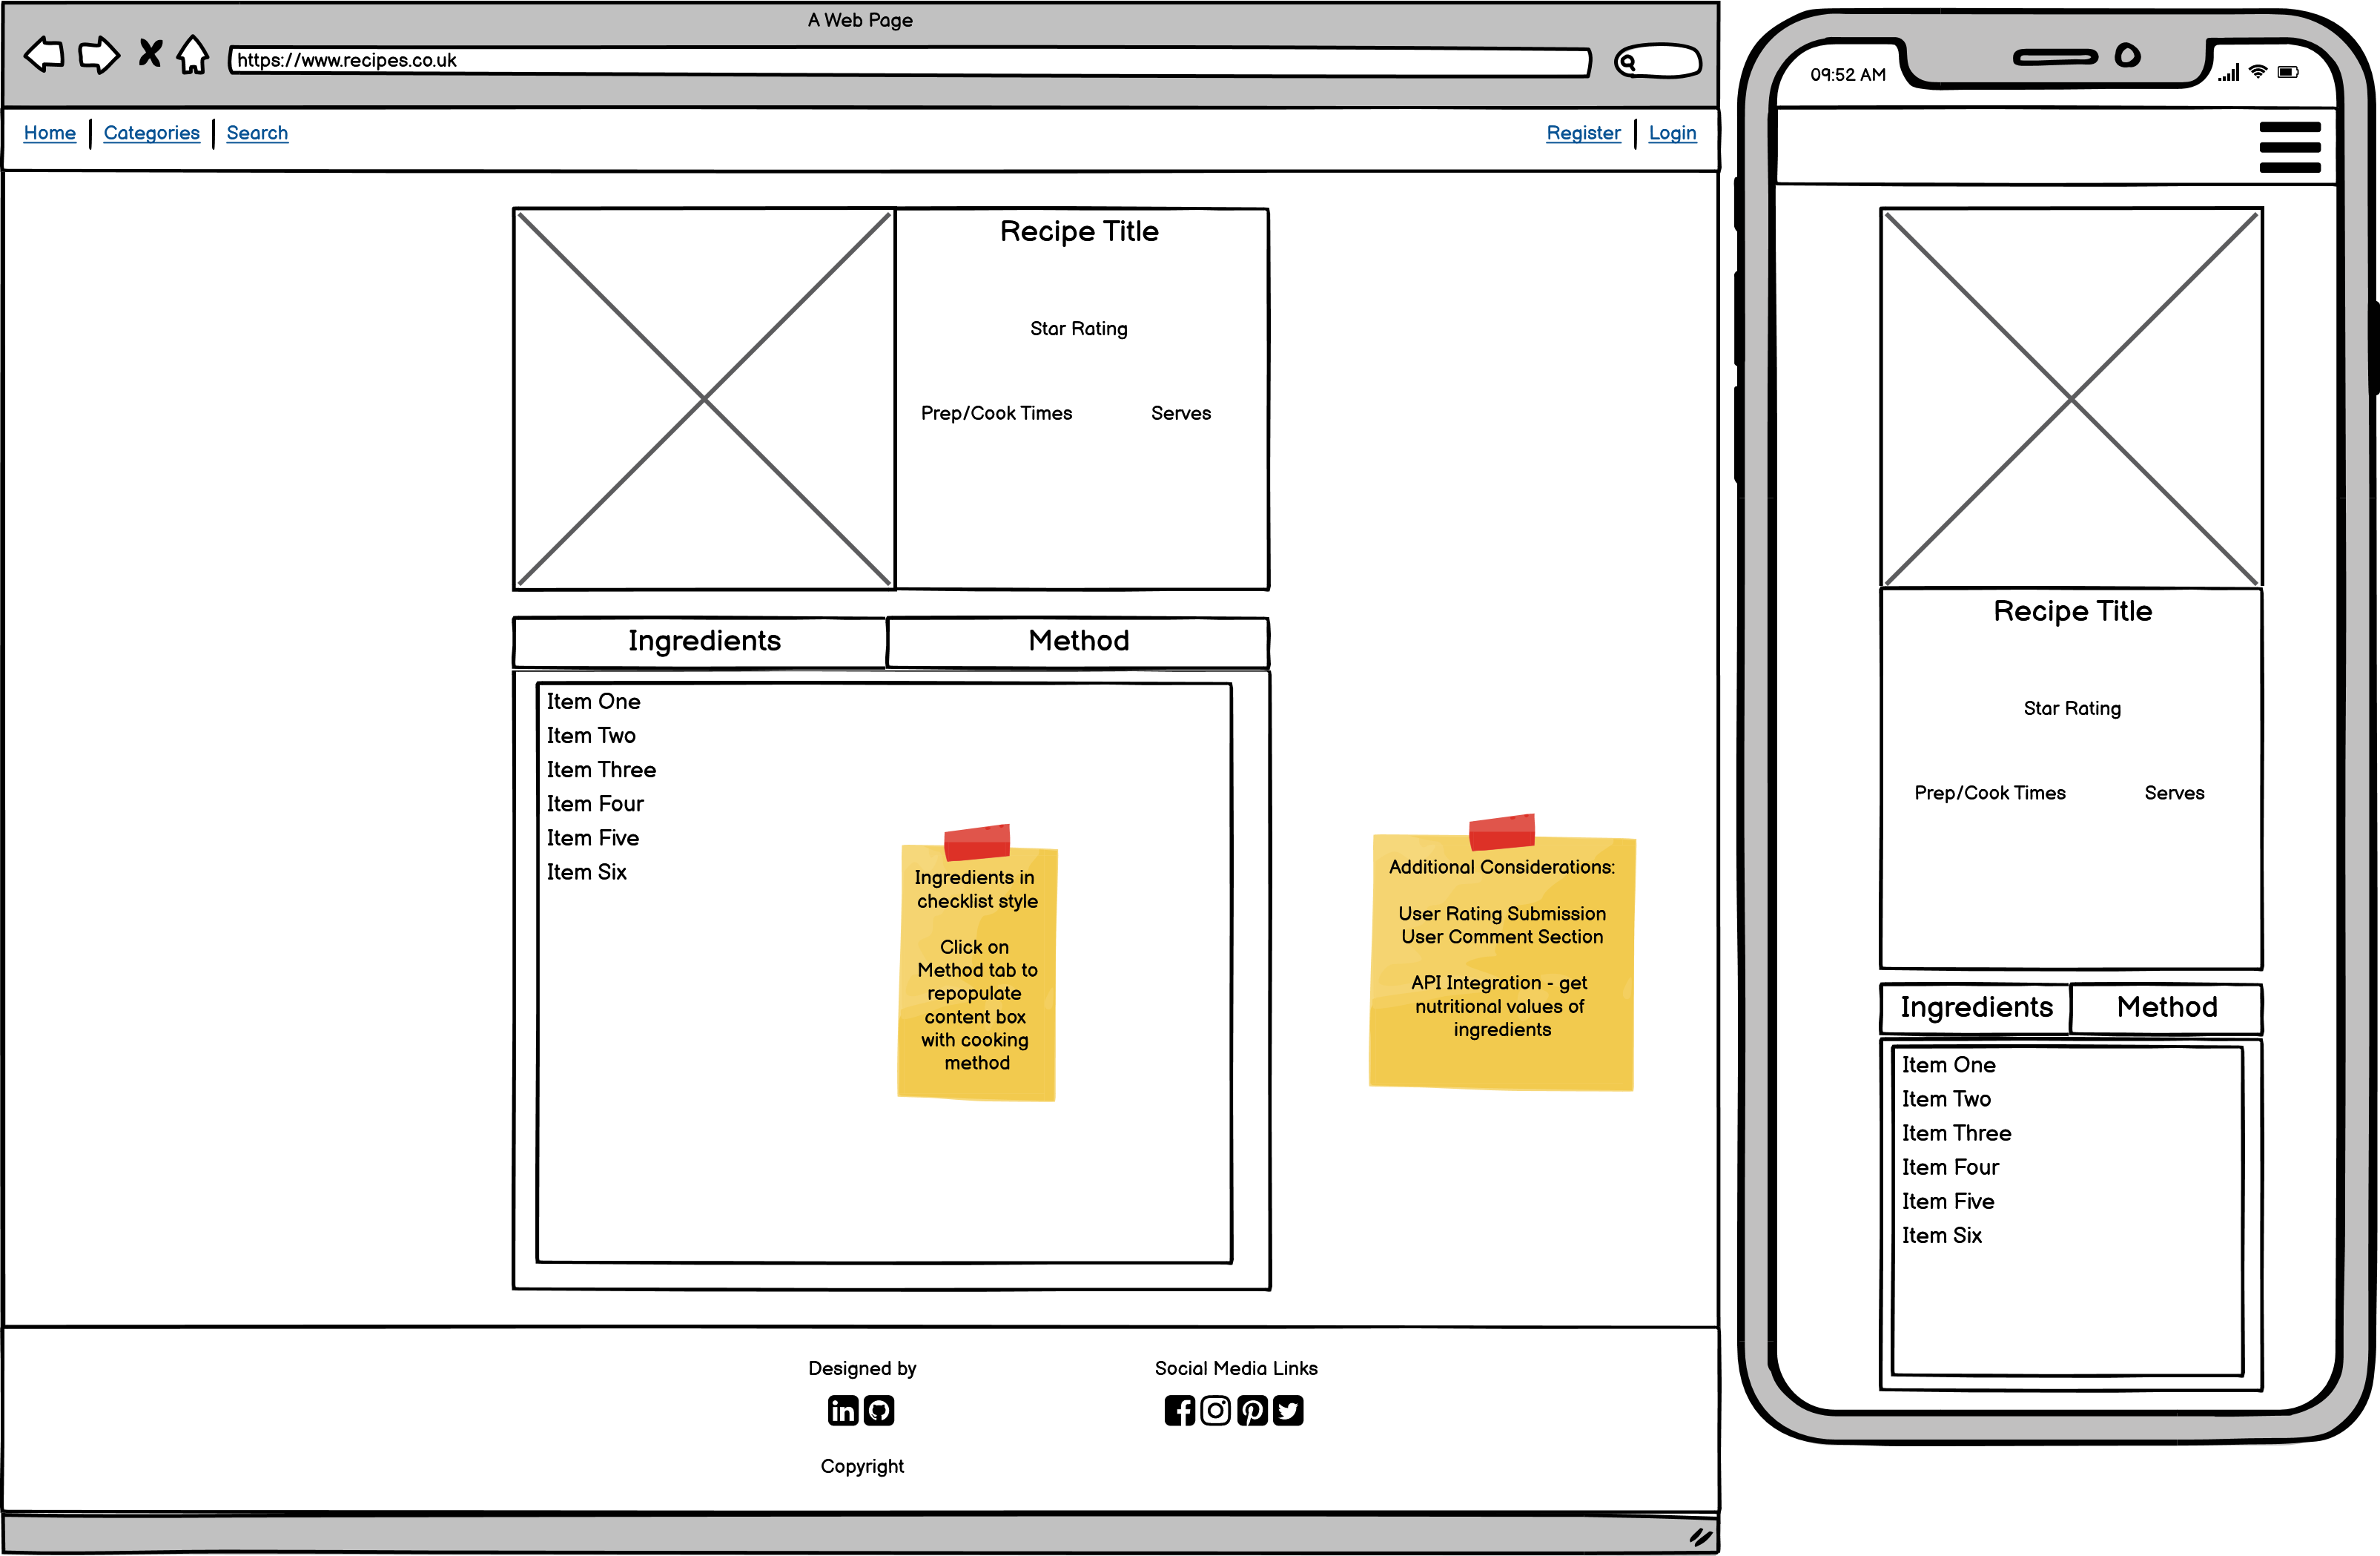 A Web Page
https://www.recipes.co.uk
Home
Categories
Search
Register
Login
Recipe Title
Star Rating
Prep/Cook Times
Serves
Ingredients
Method
Item One
Item Two
Item Three
Item Four
Item Five
Item Six
Ingredients in
checklist style
Click on
Method tab to
repopulate
content box
with cooking
method
Additional Considerations:
User Rating Submission
User Comment Section
API Integration - get
nutritional values of
ingredients
Designed by
in
Social Media Links
Copyright
09:52 AM
Recipe Title
Star Rating
Prep/Cook Times
Serves
Ingredients
Method
Item One
Item Two
Item Three
Item Four
Item Five
Item Six